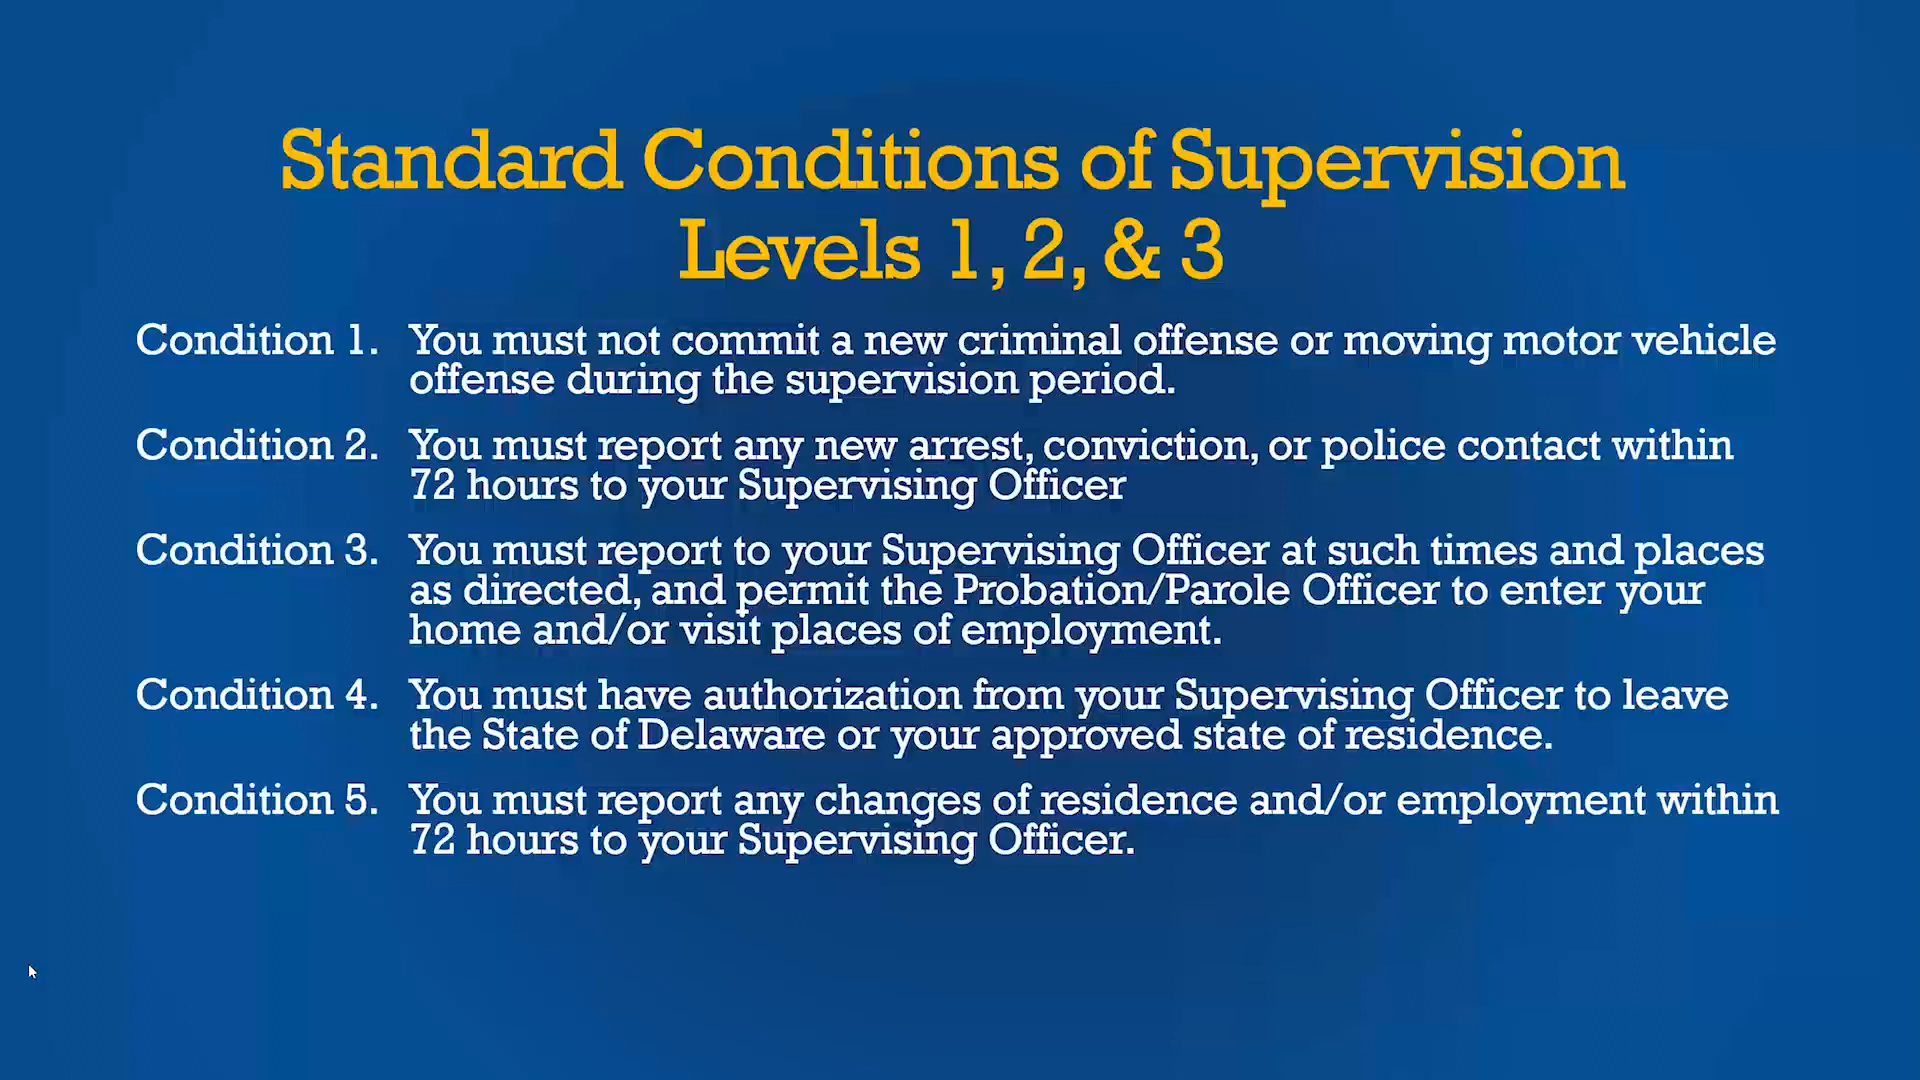 Standard Conditions of Supervision
Levels 1, 2, & 3
Condition 1. You must not commit a new criminal offense or moving motor vehicle
offense during the supervision period.
Condition 2. You must report any new arrest, conviction, or police contact within
72 hours to your Supervising Officer
Condition 3. You must report to your Supervising Officer at such times and places
as directed, and permit the Probation/Parole Officer to enter your
home and/or visit places of employment.
Condition 4. You must have authorization from your Supervising Officer to leave
the State of Delaware or your approved state of residence.
Condition 5. You must report any changes of residence and/or employment within
72 hours to your Supervising Officer.